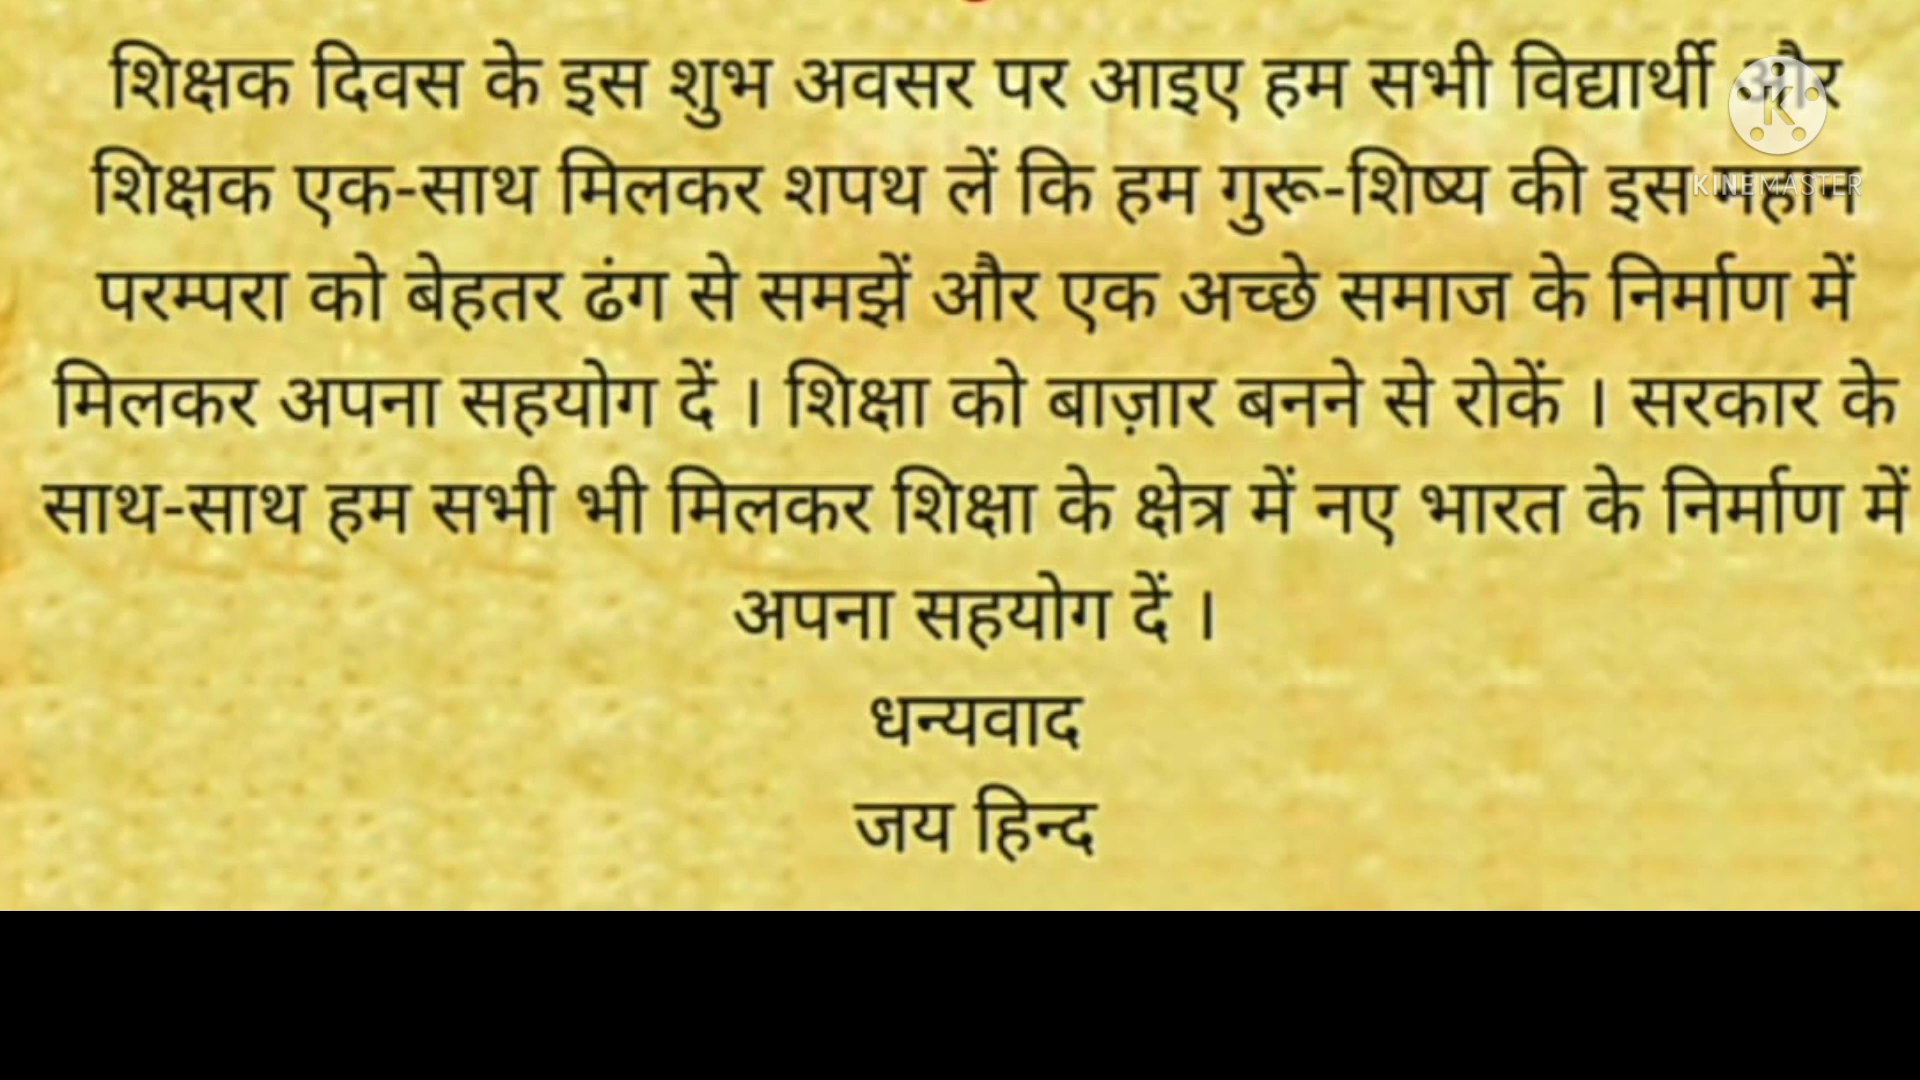 शिक्षक दिवस के इस शुभ अवसर पर आइए हम सभी विद्यार्थी और
शिक्षक एक-साथ मिलकर शपथ लें कि हम गुरू-शिष्य की इस महान
परम्परा को बेहतर ढंग से समझें और एक अच्छे समाज के निर्माण में
मिलकर अपना सहयोग दें । शिक्षा को बाज़ार बनने से रोकें । सरकार के
साथ-साथ हम सभी भी मिलकर शिक्षा के क्षेत्र में नए भारत के निर्माण में
अपना सहयोग दें ।
धन्यवाद
जय हिन्द
K
KINEMASTER